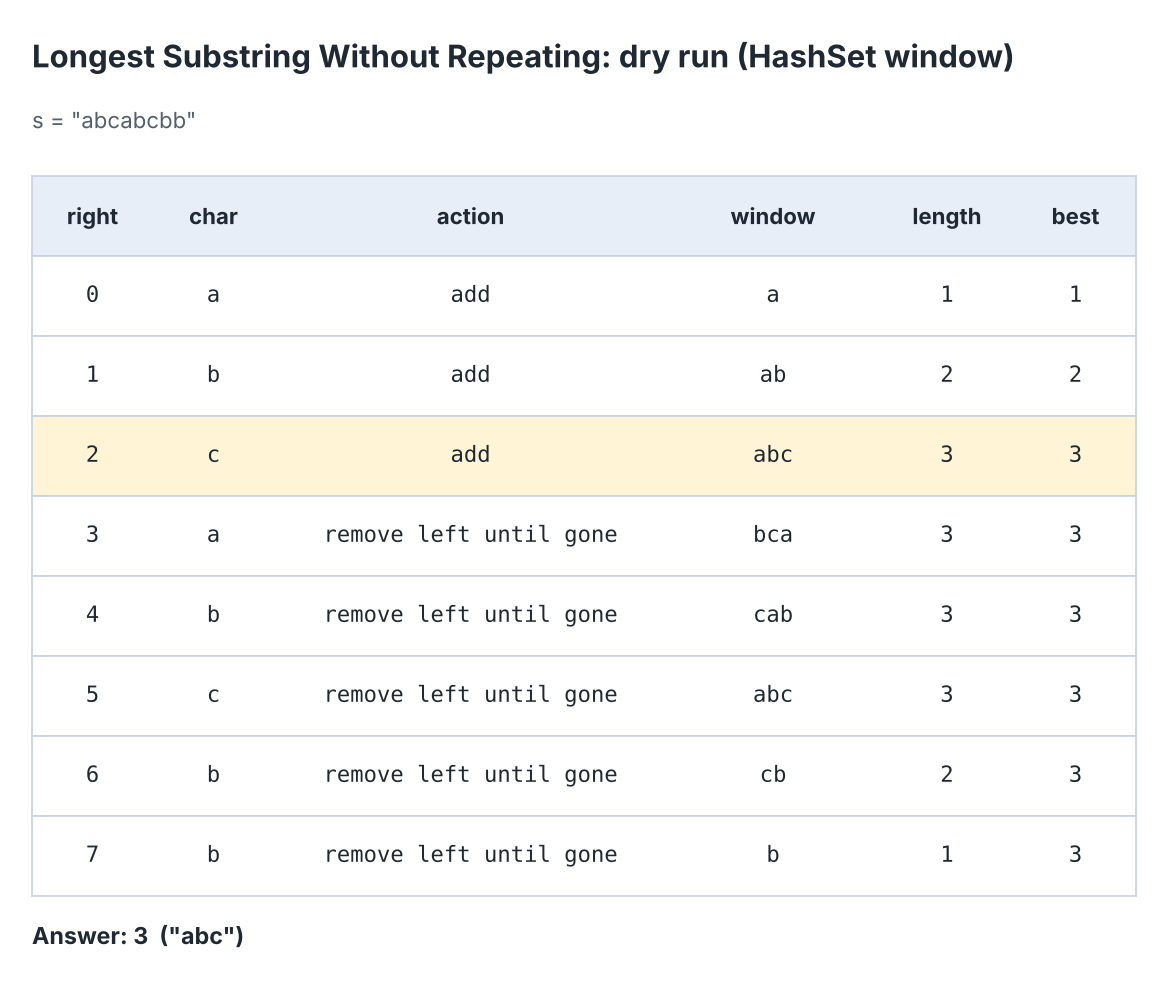 Longest Substring Without Repeating: dry run (HashSet window)
s = "abcabcbb"
right char action window length best
0 a add a 1 1
1 b add ab 2 2
2 c add abc 3 3
3 a remove left until gone bca 3 3
4 b remove left until gone cab 3 3
5 c remove left until gone abc 3 3
6 b remove left until gone cb 2 3
7 b remove left until gone b 1 3
Answer: 3 ("abc")